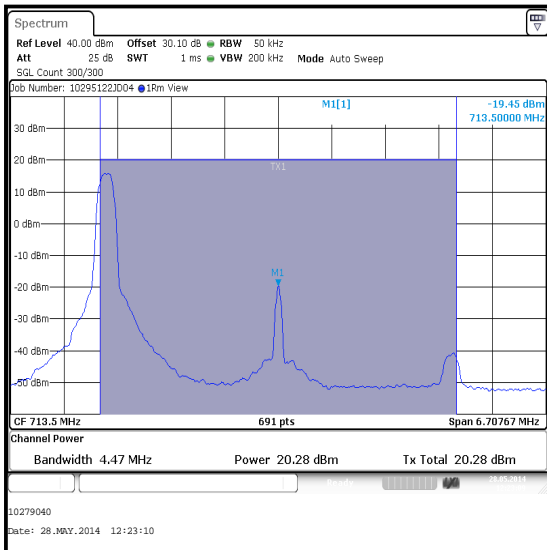 Spectrum
Ref Level 40.00 dBm Offset 30.10 dB RBW 50 kHz
Att 25 dB SWT 1 ms VBW 200 kHz Mode Auto Sweep
SGL Count 300/300
Job Number: 10295122JD04 1Rm View
M1[1] -19.45 dBm
713.50000 MHz
30 dBm
20 dBm
TX1
10 dBm
0 dBm
-10 dBm
M1
-20 dBm
-30 dBm
-40 dBm
-50 dBm
CF 713.5 MHz 691 pts Span 6.70767 MHz
Channel Power
Bandwidth 4.47 MHz Power 20.28 dBm Tx Total 20.28 dBm
Ready 28.05.2014
10279040
Date: 28.MAY.2014 12:23:10